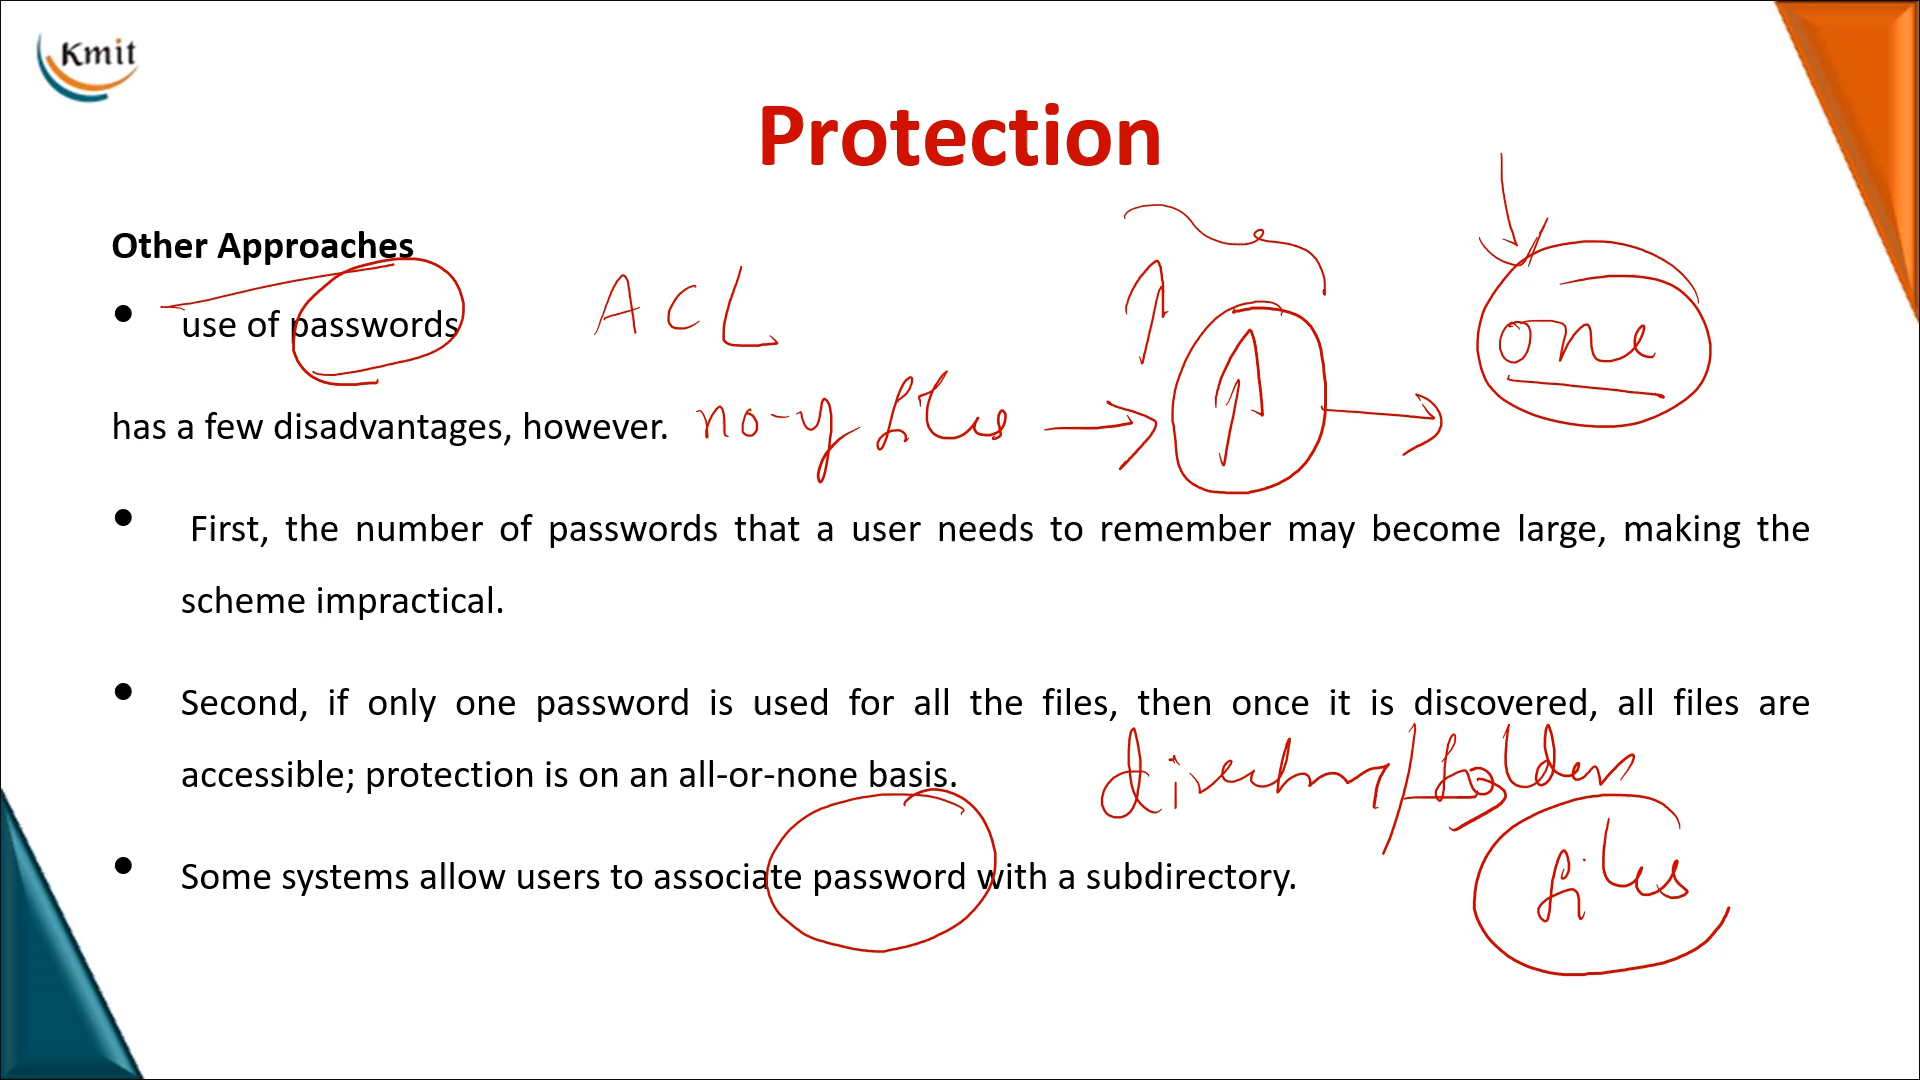 Kmit
Protection
Other Approaches
• use of passwords
ACL
one
has a few disadvantages, however.
no-of files
• First, the number of passwords that a user needs to remember may become large, making the
scheme impractical.
• Second, if only one password is used for all the files, then once it is discovered, all files are
accessible; protection is on an all-or-none basis.
directory/folder
• Some systems allow users to associate password with a subdirectory.
files